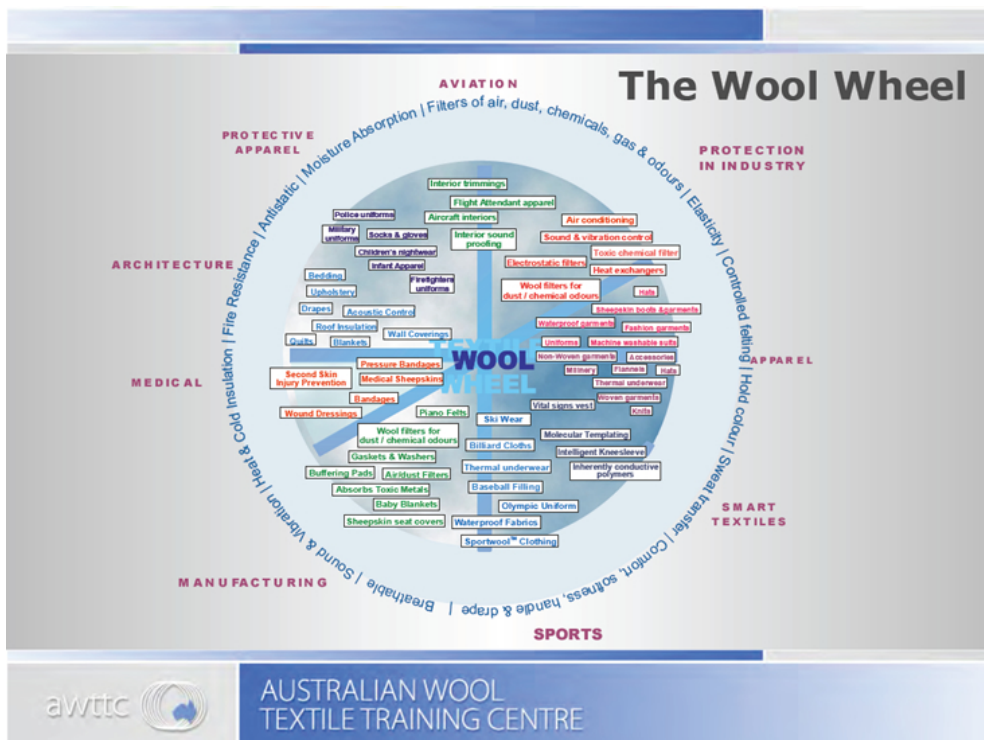 The Wool Wheel
AVIATION
PROTECTIVE
APPAREL
PROTECTION
IN INDUSTRY
ARCHITECTURE
APPAREL
MEDICAL
SMART
TEXTILES
MANUFACTURING
SPORTS
Filters of air, dust, chemicals, gas & odours | Elasticity | Controlled felting | Hold colour | Sweat transfer | Comfort, softness, handle & drape | Breathable | Sound & Vibration | Heat & Cold Insulation | Fire Resistance | Antistatic | Moisture Absorption |
Interior trimmings
Flight Attendant apparel
Aircraft interiors
Interior sound
proofing
Police uniforms
Military
uniforms
Socks & gloves
Children's nightwear
Infant Apparel
Firefighters
uniforms
Air conditioning
Sound & vibration control
Toxic chemical filter
Electrostatic filters
Heat exchangers
Wool filters for
dust / chemical odours
Bedding
Upholstery
Drapes
Acoustic Control
Roof Insulation
Wall Coverings
Quilts
Blankets
Hats
Sheepskin boots &garments
Waterproof garments
Fashion garments
Uniforms
Machine washable suits
Non-Woven garments
Accessories
Millinery
Flannels
Hats
Thermal underwear
Woven garments
Knits
TEXTILE
WOOL
WHEEL
Pressure Bandages
Second Skin
Injury Prevention
Medical Sheepskins
Bandages
Wound Dressings
Piano Felts
Wool filters for
dust / chemical odours
Gaskets & Washers
Buffering Pads
Air/dust Filters
Absorbs Toxic Metals
Baby Blankets
Sheepskin seat covers
Ski Wear
Billiard Cloths
Thermal underwear
Baseball Filling
Olympic Uniform
Waterproof Fabrics
Sportwool™ Clothing
Vital signs vest
Molecular Templating
Intelligent Kneesleeve
Inherently conductive
polymers
awttc
AUSTRALIAN WOOL
TEXTILE TRAINING CENTRE